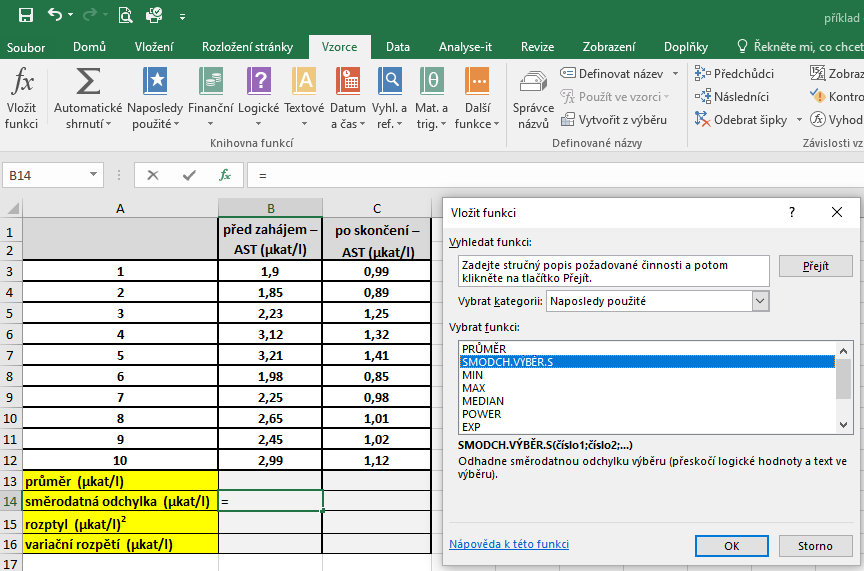 příklad
Soubor Domů Vložení Rozložení stránky Vzorce Data Analyse-it Revize Zobrazení Doplňky Řekněte mi, co chcet
fx Σ ? A θ
Vložit funkci
Automatické shrnutí
Naposledy použité
Finanční
Logické
Textové
Datum a čas
Vyhl. a ref.
Mat. a trig.
Další funkce
Knihovna funkcí
Správce názvů
Definovat název
Použít ve vzorci
Vytvořit z výběru
Definované názvy
Předchůdci
Následníci
Odebrat šipky
Zobraz
Kontro
Vyhod
Závislosti vz
B14 fx =
A B C
1 před zahájem – po skončení –
2 AST (µkat/l) AST (µkat/l)
3 1 1,9 0,99
4 2 1,85 0,89
5 3 2,23 1,25
6 4 3,12 1,32
7 5 3,21 1,41
8 6 1,98 0,85
9 7 2,25 0,98
10 8 2,65 1,01
11 9 2,45 1,02
12 10 2,99 1,12
13 průměr (µkat/l)
14 směrodatná odchylka (µkat/l) =
15 rozptyl (µkat/l)²
16 variační rozpětí (µkat/l)
17
Vložit funkci ? ×
Vyhledat funkci:
Zadejte stručný popis požadované činnosti a potom
klikněte na tlačítko Přejít.
Přejít
Vybrat kategorii: Naposledy použité
Vybrat funkci:
PRŮMĚR
SMODCH.VÝBĚR.S
MIN
MAX
MEDIAN
POWER
EXP
SMODCH.VÝBĚR.S(číslo1;číslo2;...)
Odhadne směrodatnou odchylku výběru (přeskočí logické hodnoty a text ve
výběru).
Nápověda k této funkci
OK Storno